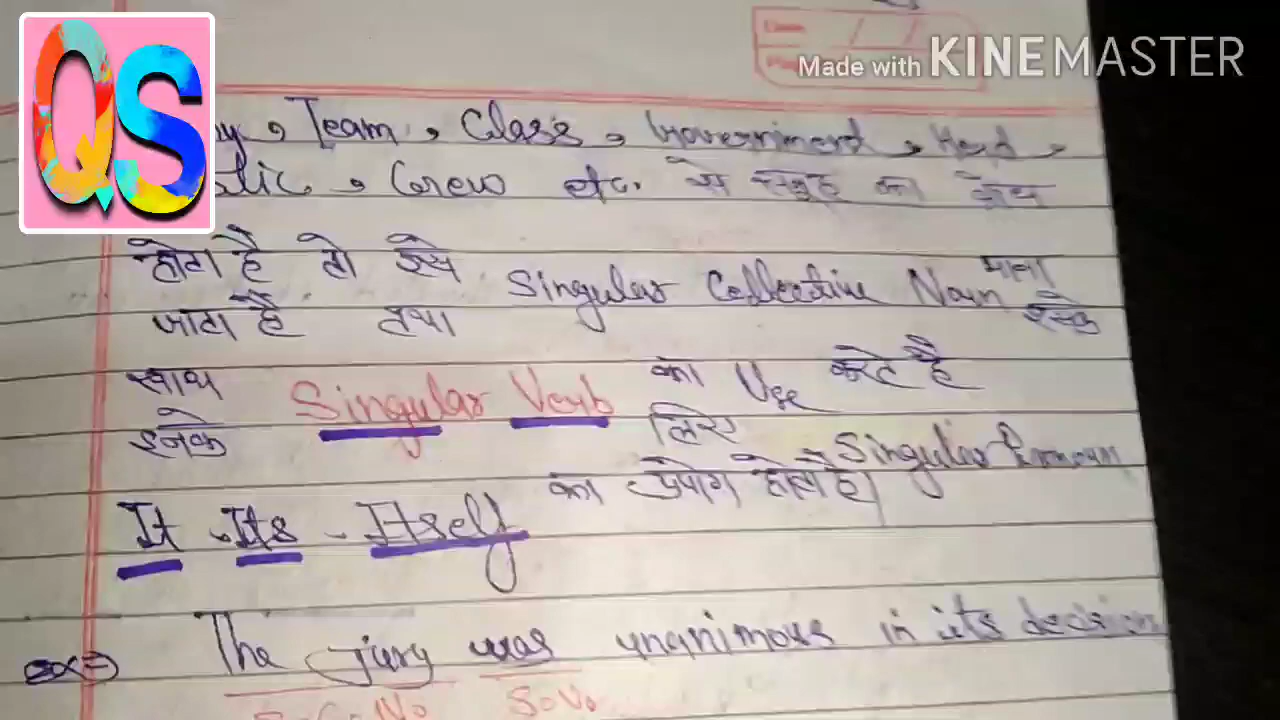 QS
Made with KINEMASTER
Team, Class, Government, Herd,
Crew etc. से समूह का बोध
होता है तो इसे Singular Collective Noun माना
जाता है तथा इसके
साथ Singular Verb का Use करते है
इनके लिए Singular Pronoun
It - Its - Itself का प्रयोग होता है।
The jury was unanimous in its decision
S.V.